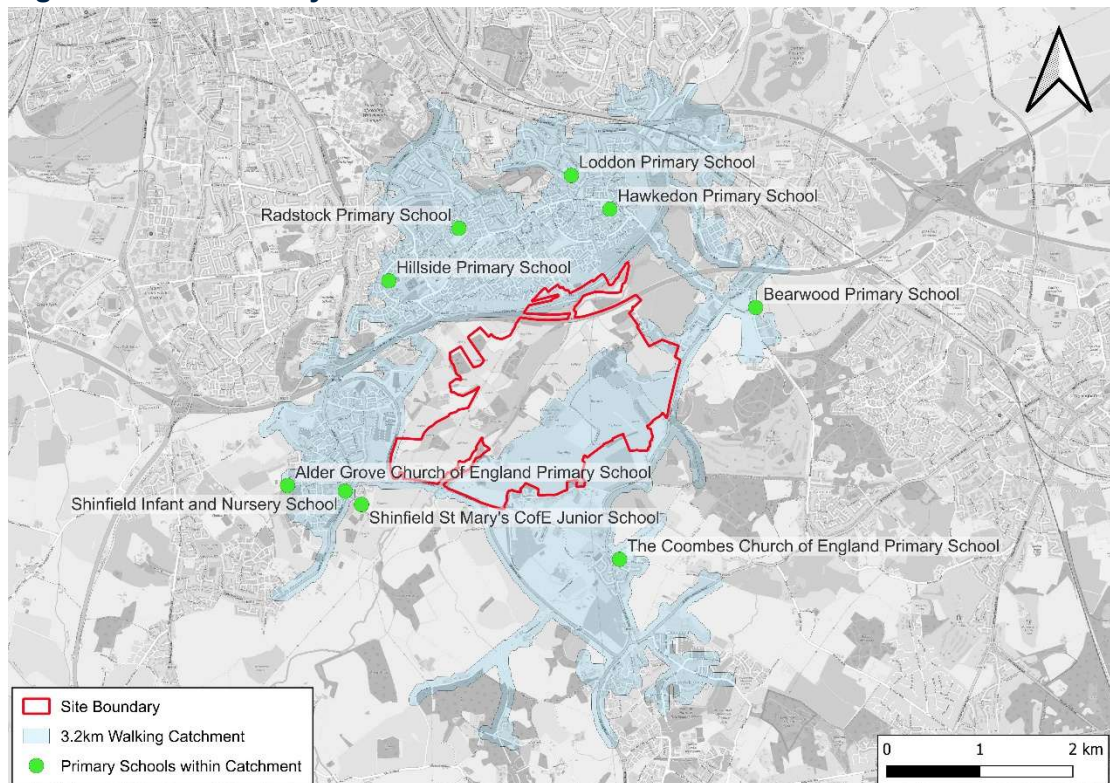 Loddon Primary School
Hawkedon Primary School
Radstock Primary School
Hillside Primary School
Bearwood Primary School
Alder Grove Church of England Primary School
Shinfield Infant and Nursery School
Shinfield St Mary's CofE Junior School
The Coombes Church of England Primary School
Site Boundary
3.2km Walking Catchment
Primary Schools within Catchment
0 1 2 km